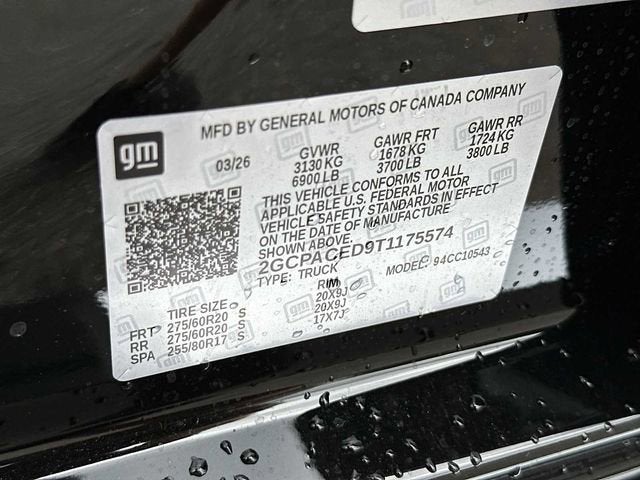 MFD BY GENERAL MOTORS OF CANADA COMPANY
gm
03/26
GVWR GAWR FRT GAWR RR
3130 KG 1678 KG 1724 KG
6900 LB 3700 LB 3800 LB
THIS VEHICLE CONFORMS TO ALL
APPLICABLE U.S. FEDERAL MOTOR
VEHICLE SAFETY STANDARDS IN EFFECT
ON THE DATE OF MANUFACTURE
SHOWN ABOVE.
2GCPACED9T1175574
TYPE: TRUCK MODEL: 94CC10543
TIRE SIZE S RIM
FRT 275/60R20 S 20X9J
RR 275/60R20 S 20X9J
SPA 255/80R17 S 17X7J